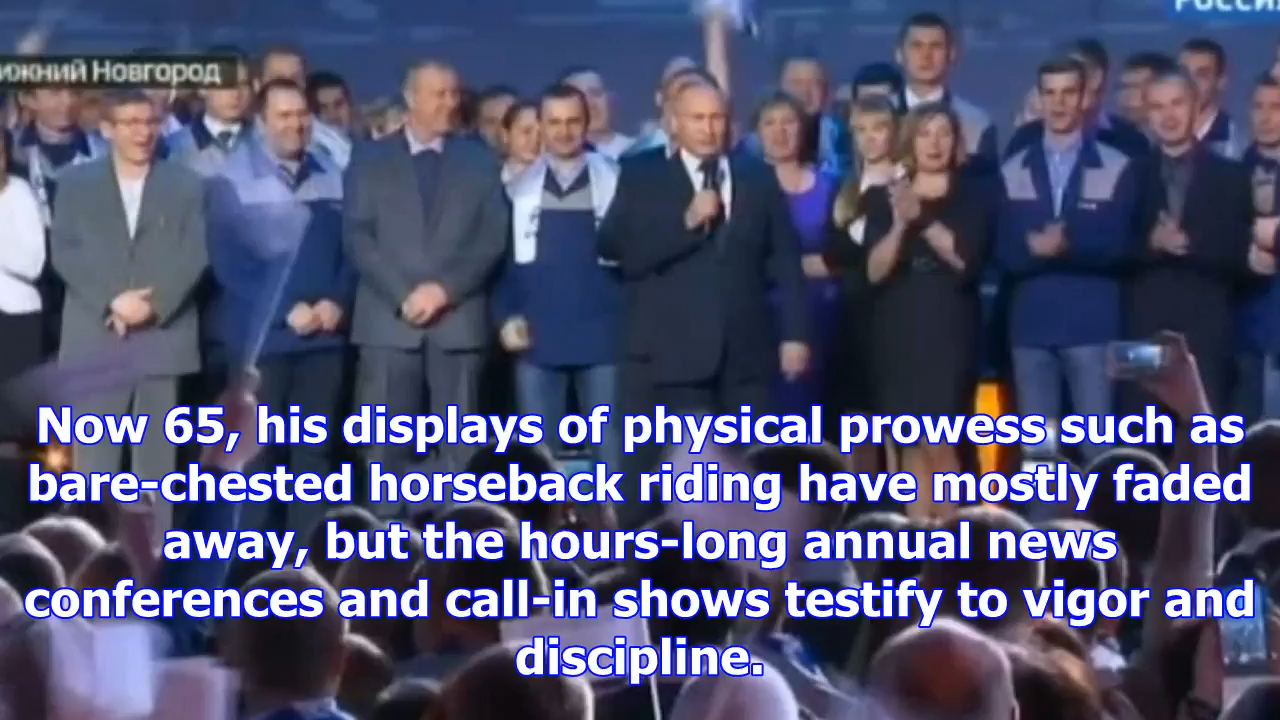 РОССИЯ
ижний Новгород
Now 65, his displays of physical prowess such as
bare-chested horseback riding have mostly faded
away, but the hours-long annual news
conferences and call-in shows testify to vigor and
discipline.